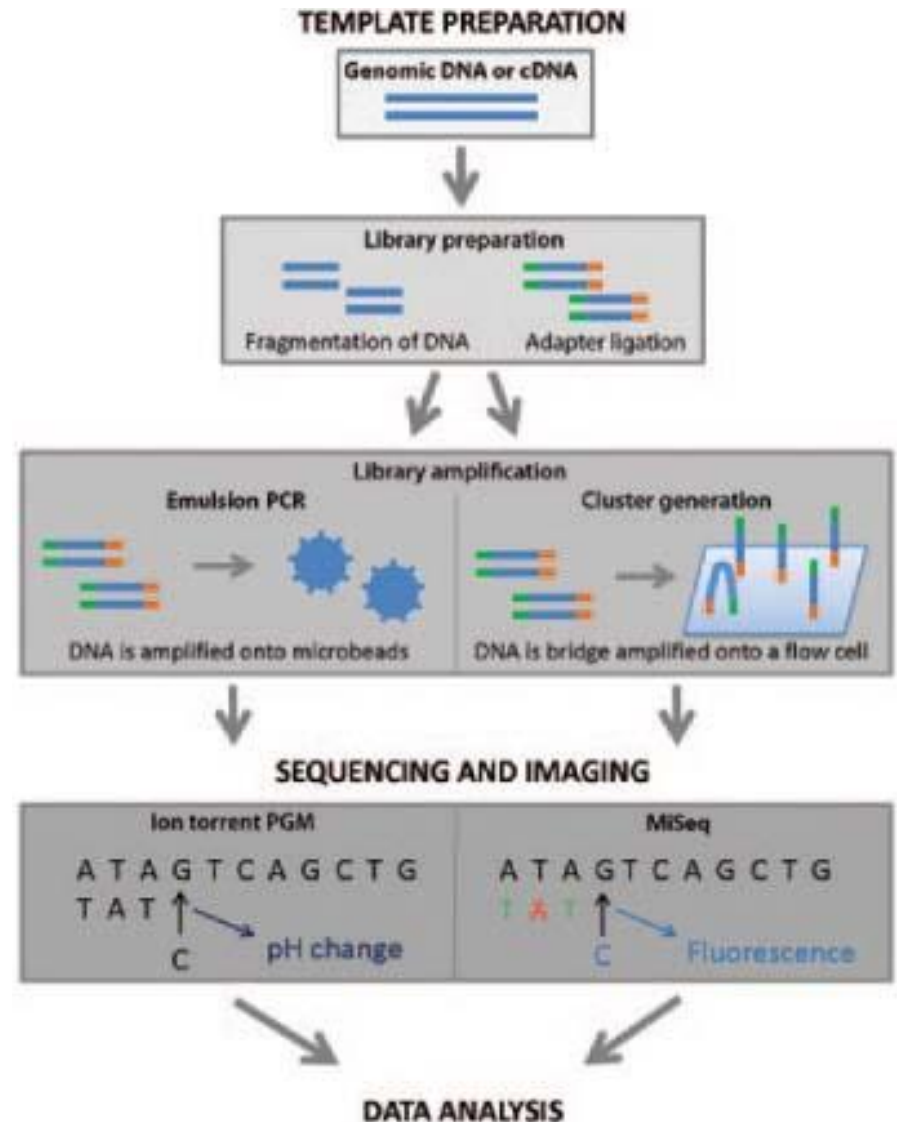 TEMPLATE PREPARATION
Genomic DNA or cDNA
Library preparation
Fragmentation of DNA
Adapter ligation
Library amplification
Emulsion PCR
Cluster generation
DNA is amplified onto microbeads
DNA is bridge amplified onto a flow cell
SEQUENCING AND IMAGING
Ion torrent PGM
A T A G T C A G C T G
T A T
C
pH change
MiSeq
A T A G T C A G C T G
T A T
C
Fluorescence
DATA ANALYSIS